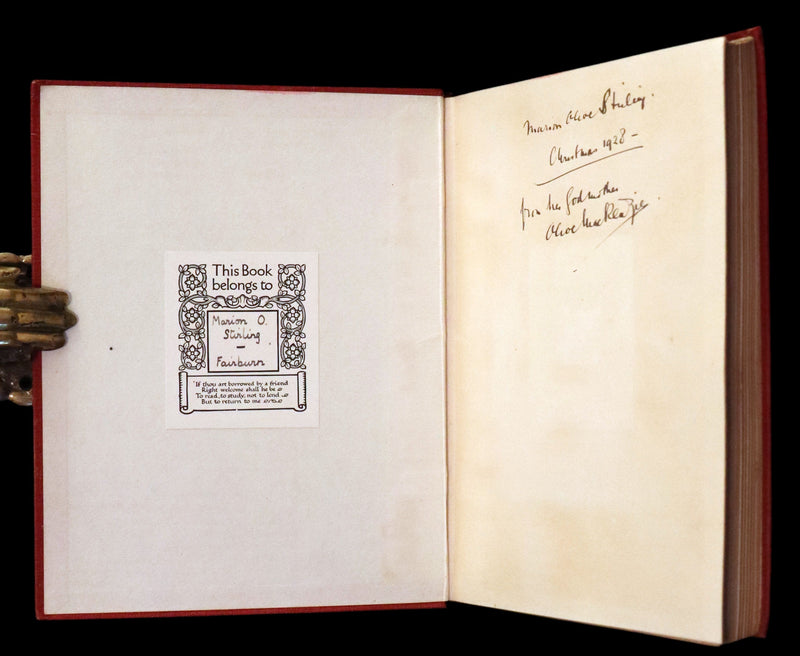 This Book
belongs to
Marion O.
Stirling
—
Fairburn
"If thou art borrowed by a friend
Right welcome shall he be
To read, to study, not to lend
But to return to me
Marion Olive Stirling.
Christmas 1928 —
from her Godmother
Olive MacKenzie.